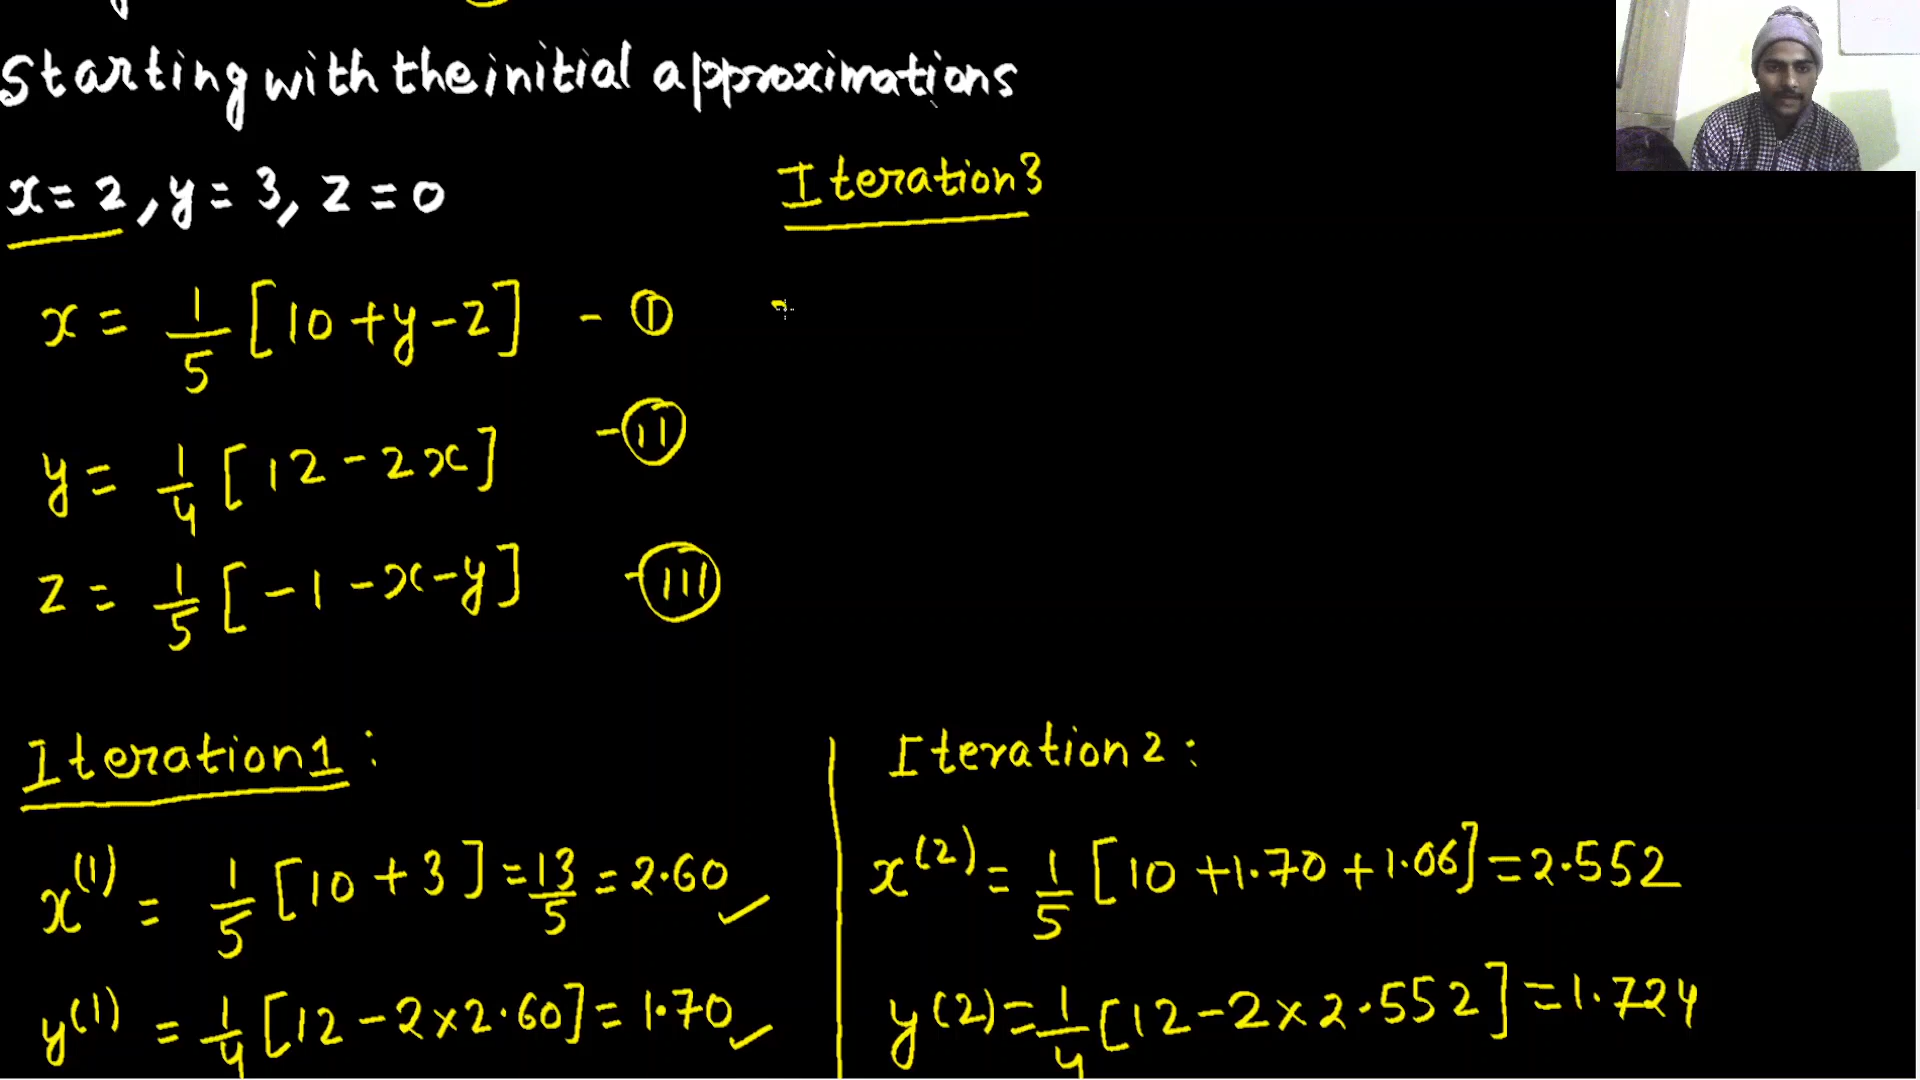 Starting with the initial approximations
x = 2, y = 3, z = 0
x = 1/5 [10 + y - z] - Ⓘ
y = 1/4 [12 - 2x] - Ⓘⓘ
z = 1/5 [-1 - x - y] - (III)
Iteration 3
Iteration 1 :
x^(1) = 1/5 [10 + 3] = 13/5 = 2.60 ✓
y^(1) = 1/4 [12 - 2 × 2.60] = 1.70 ✓
Iteration 2 :
x^(2) = 1/5 [10 + 1.70 + 1.06] = 2.552
y^(2) = 1/4 [12 - 2 × 2.552] = 1.724